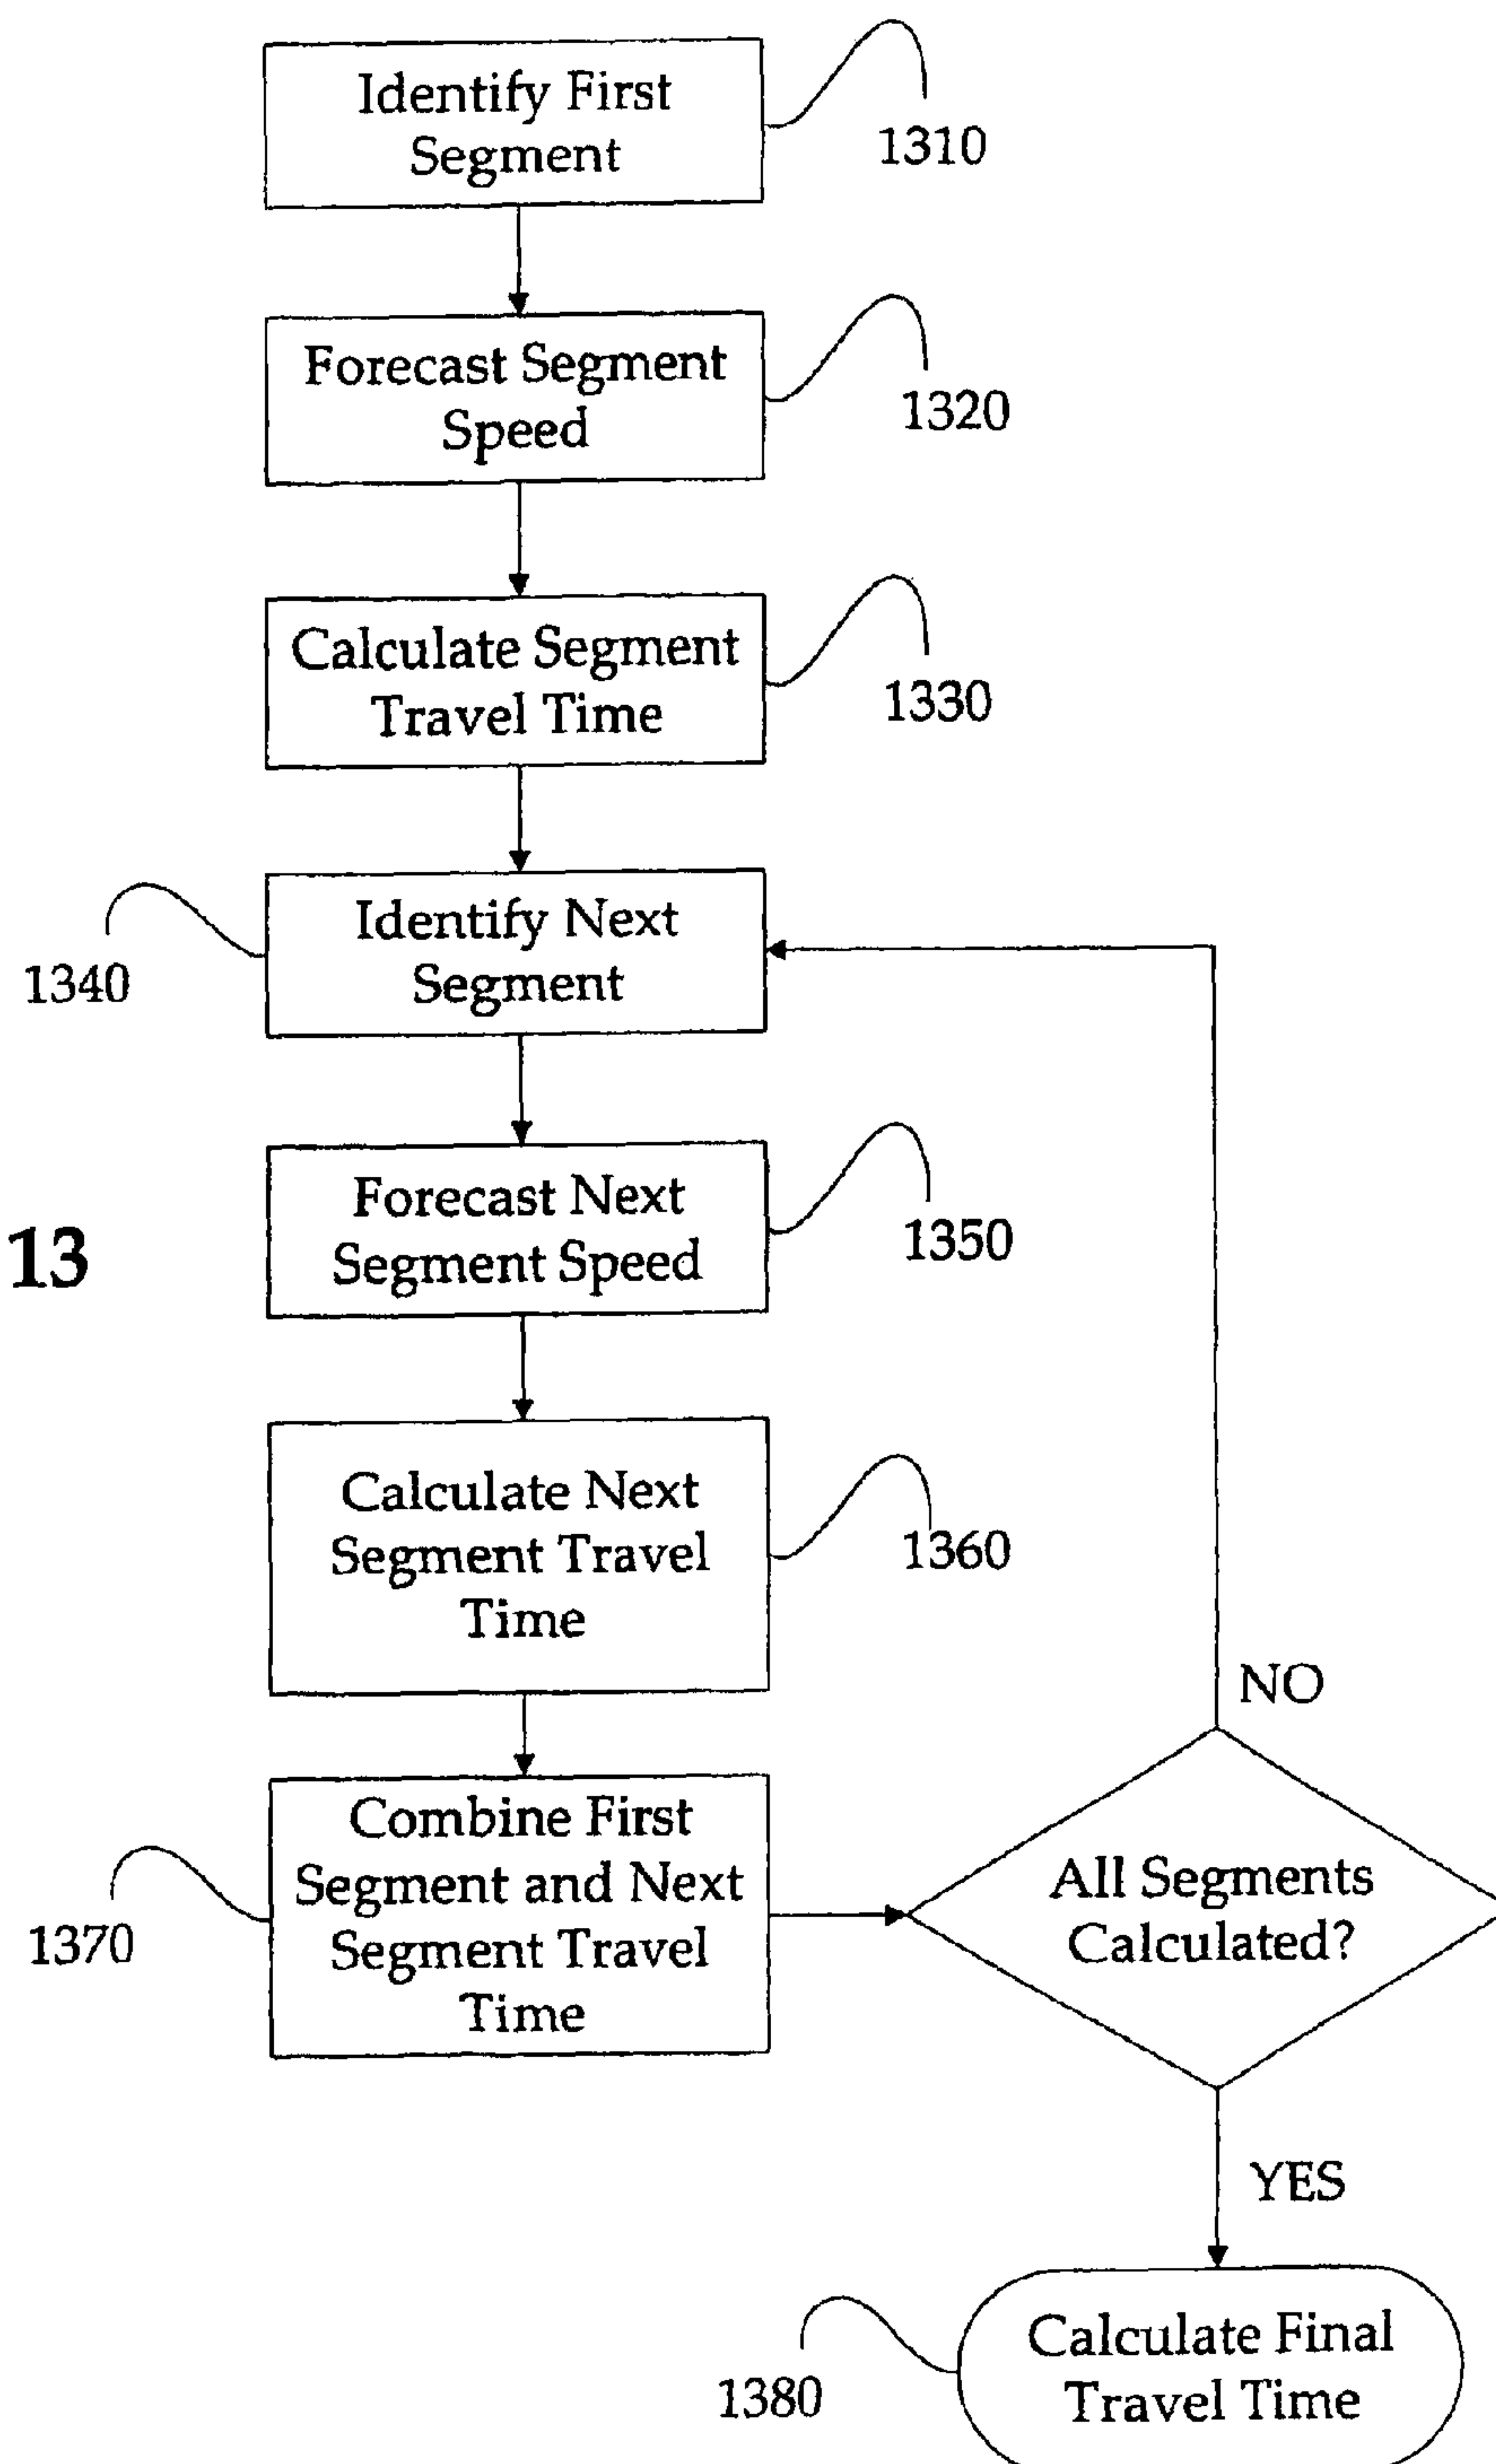 Identify First
Segment
1310
Forecast Segment
Speed
1320
Calculate Segment
Travel Time
1330
Identify Next
Segment
1340
Forecast Next
Segment Speed
1350
13
Calculate Next
Segment Travel
Time
1360
NO
Combine First
Segment and Next
Segment Travel
Time
1370
All Segments
Calculated?
YES
Calculate Final
Travel Time
1380